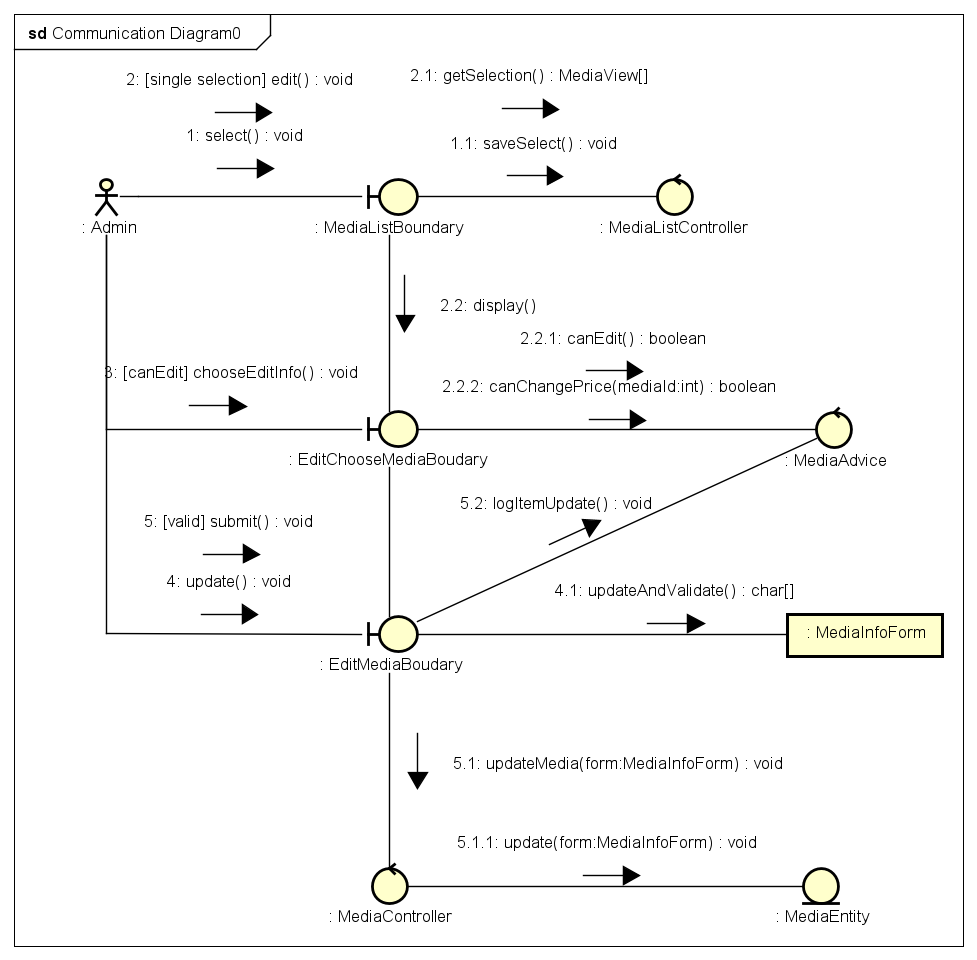 sd Communication Diagram0
2: [single selection] edit() : void
2.1: getSelection() : MediaView[]
1: select() : void
1.1: saveSelect() : void
: Admin
: MediaListBoundary
: MediaListController
2.2: display()
2.2.1: canEdit() : boolean
3: [canEdit] chooseEditInfo() : void
2.2.2: canChangePrice(mediaId:int) : boolean
: EditChooseMediaBoudary
: MediaAdvice
5.2: logItemUpdate() : void
5: [valid] submit() : void
4: update() : void
4.1: updateAndValidate() : char[]
: MediaInfoForm
: EditMediaBoudary
5.1: updateMedia(form:MediaInfoForm) : void
5.1.1: update(form:MediaInfoForm) : void
: MediaController
: MediaEntity